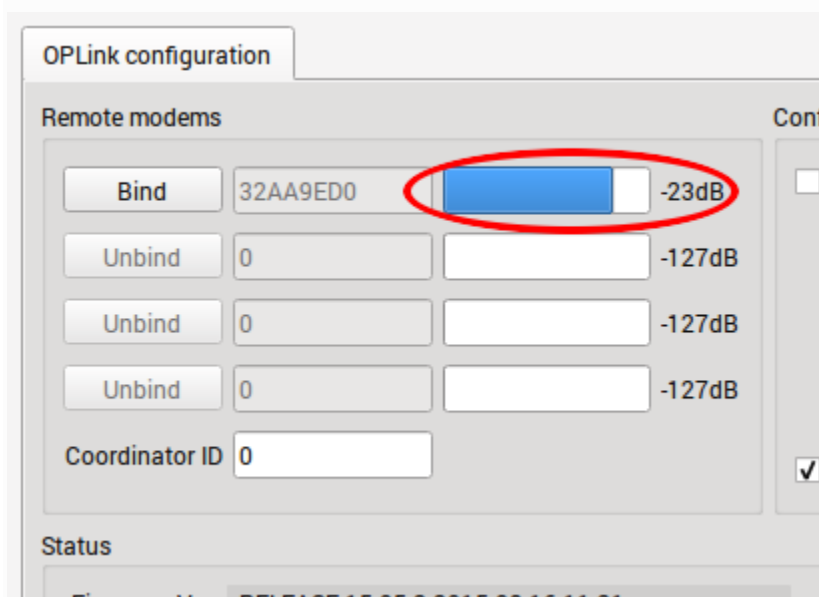 OPLink configuration
Remote modems
Bind 32AA9ED0 -23dB
Unbind 0 -127dB
Unbind 0 -127dB
Unbind 0 -127dB
Coordinator ID 0
Status